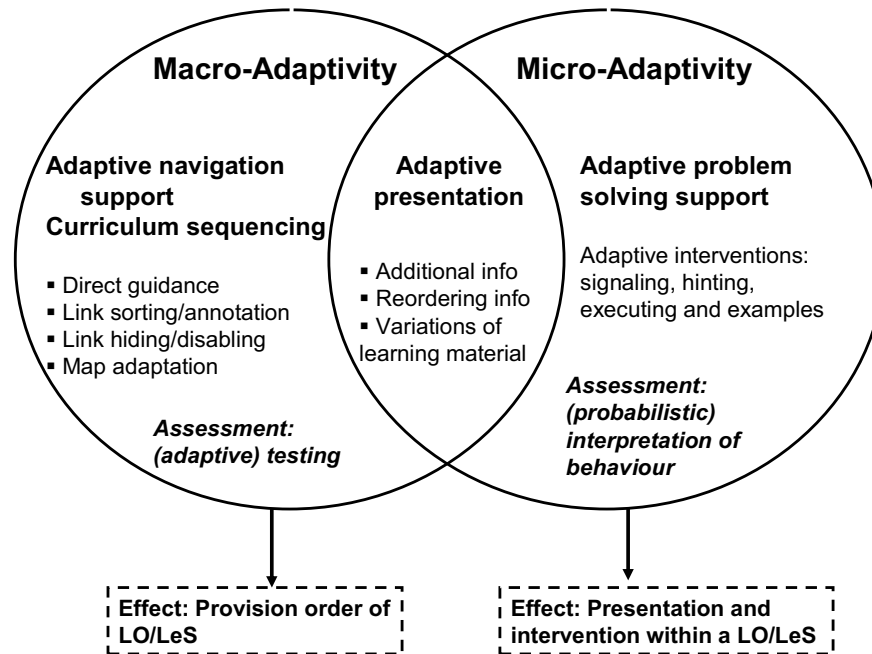 Macro-Adaptivity
Micro-Adaptivity
Adaptive navigation
support
Curriculum sequencing
▪ Direct guidance
▪ Link sorting/annotation
▪ Link hiding/disabling
▪ Map adaptation
Assessment:
(adaptive) testing
Adaptive
presentation
▪ Additional info
▪ Reordering info
▪ Variations of
learning material
Adaptive problem
solving support
Adaptive interventions:
signaling, hinting,
executing and examples
Assessment:
(probabilistic)
interpretation of
behaviour
Effect: Provision order of
LO/LeS
Effect: Presentation and
intervention within a LO/LeS